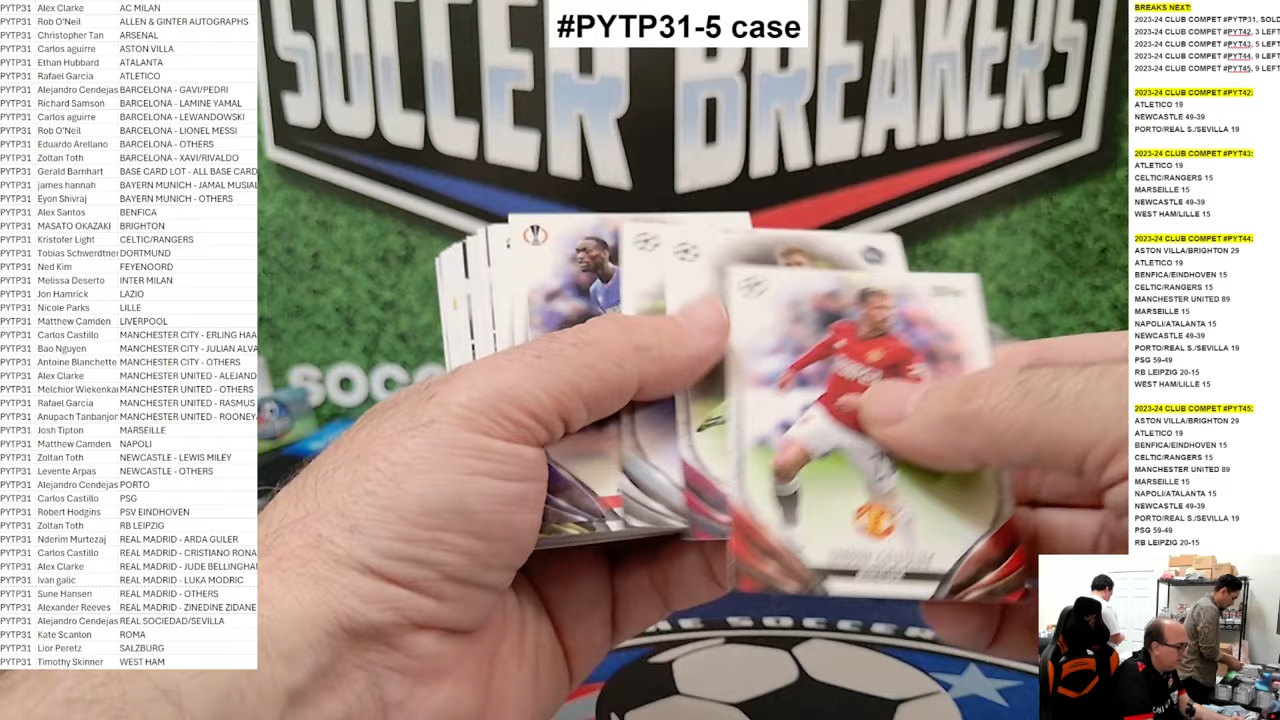 #PYTP31-5 case
SOCCER BREAKERS
PYTP31 Alex Clarke AC MILAN
PYTP31 Rob O'Neil ALLEN & GINTER AUTOGRAPHS
PYTP31 Christopher Tan ARSENAL
PYTP31 Carlos aguirre ASTON VILLA
PYTP31 Ethan Hubbard ATALANTA
PYTP31 Rafael Garcia ATLETICO
PYTP31 Alejandro Cendejas BARCELONA - GAVI/PEDRI
PYTP31 Richard Samson BARCELONA - LAMINE YAMAL
PYTP31 Carlos aguirre BARCELONA - LEWANDOWSKI
PYTP31 Rob O'Neil BARCELONA - LIONEL MESSI
PYTP31 Eduardo Arellano BARCELONA - OTHERS
PYTP31 Zoltan Toth BARCELONA - XAVI/RIVALDO
PYTP31 Gerald Barnhart BASE CARD LOT - ALL BASE CARD
PYTP31 james hannah BAYERN MUNICH - JAMAL MUSIAL
PYTP31 Eyon Shivraj BAYERN MUNICH - OTHERS
PYTP31 Alex Santos BENFICA
PYTP31 MASATO OKAZAKI BRIGHTON
PYTP31 Kristofer Light CELTIC/RANGERS
PYTP31 Tobias Schwerdtner DORTMUND
PYTP31 Ned Kim FEYENOORD
PYTP31 Melissa Deserto INTER MILAN
PYTP31 Jon Hamrick LAZIO
PYTP31 Nicole Parks LILLE
PYTP31 Matthew Camden LIVERPOOL
PYTP31 Carlos Castillo MANCHESTER CITY - ERLING HAA
PYTP31 Bao Nguyen MANCHESTER CITY - JULIAN ALVA
PYTP31 Antoine Blanchette MANCHESTER CITY - OTHERS
PYTP31 Alex Clarke MANCHESTER UNITED - ALEJAND
PYTP31 Melchior Wiekenka MANCHESTER UNITED - OTHERS
PYTP31 Rafael Garcia MANCHESTER UNITED - RASMUS
PYTP31 Anupach Tanbanjor MANCHESTER UNITED - ROONEY
PYTP31 Josh Tipton MARSEILLE
PYTP31 Matthew Camden NAPOLI
PYTP31 Zoltan Toth NEWCASTLE - LEWIS MILEY
PYTP31 Levente Arpas NEWCASTLE - OTHERS
PYTP31 Alejandro Cendejas PORTO
PYTP31 Carlos Castillo PSG
PYTP31 Robert Hodgins PSV EINDHOVEN
PYTP31 Zoltan Toth RB LEIPZIG
PYTP31 Nderim Murtezaj REAL MADRID - ARDA GULER
PYTP31 Carlos Castillo REAL MADRID - CRISTIANO RONA
PYTP31 Alex Clarke REAL MADRID - JUDE BELLINGHA
PYTP31 Ivan galic REAL MADRID - LUKA MODRIC
PYTP31 Sune Hansen REAL MADRID - OTHERS
PYTP31 Alexander Reeves REAL MADRID - ZINEDINE ZIDANE
PYTP31 Alejandro Cendejas REAL SOCIEDAD/SEVILLA
PYTP31 Kate Scanlon ROMA
PYTP31 Lior Peretz SALZBURG
PYTP31 Timothy Skinner WEST HAM
BREAKS NEXT:
2023-24 CLUB COMPET #PYTP31, SOLD
2023-24 CLUB COMPET #PYT42, 3 LEFT
2023-24 CLUB COMPET #PYT43, 5 LEFT
2023-24 CLUB COMPET #PYT44, 9 LEFT
2023-24 CLUB COMPET #PYT45, 9 LEFT
2023-24 CLUB COMPET #PYT42:
ATLETICO 19
NEWCASTLE 49-39
PORTO/REAL S./SEVILLA 19
2023-24 CLUB COMPET #PYT43:
ATLETICO 19
CELTIC/RANGERS 15
MARSEILLE 15
NEWCASTLE 49-39
WEST HAM/LILLE 15
2023-24 CLUB COMPET #PYT44:
ASTON VILLA/BRIGHTON 29
ATLETICO 19
BENFICA/EINDHOVEN 15
CELTIC/RANGERS 15
MANCHESTER UNITED 89
MARSEILLE 15
NAPOLI/ATALANTA 15
NEWCASTLE 49-39
PORTO/REAL S./SEVILLA 19
PSG 59-49
RB LEIPZIG 20-15
WEST HAM/LILLE 15
2023-24 CLUB COMPET #PYT45:
ASTON VILLA/BRIGHTON 29
ATLETICO 19
BENFICA/EINDHOVEN 15
CELTIC/RANGERS 15
MANCHESTER UNITED 89
MARSEILLE 15
NAPOLI/ATALANTA 15
NEWCASTLE 49-39
PORTO/REAL S./SEVILLA 19
PSG 59-49
RB LEIPZIG 20-15
SOCCE
SOCCER